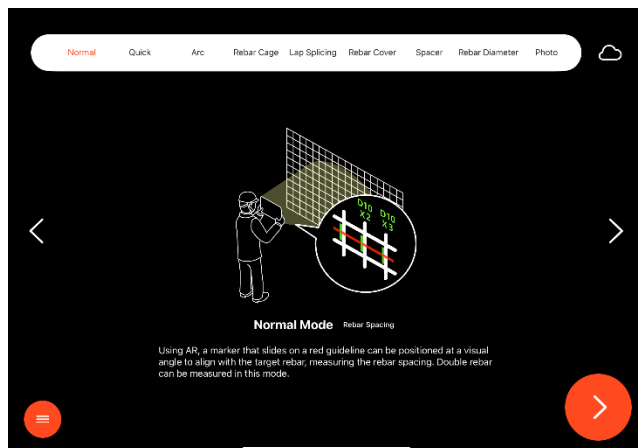 Normal Quick Arc Rebar Cage Lap Splicing Rebar Cover Spacer Rebar Diameter Photo
D10 D10
X2 X3
Normal Mode Rebar Spacing
Using AR, a marker that slides on a red guideline can be positioned at a visual
angle to align with the target rebar, measuring the rebar spacing. Double rebar
can be measured in this mode.